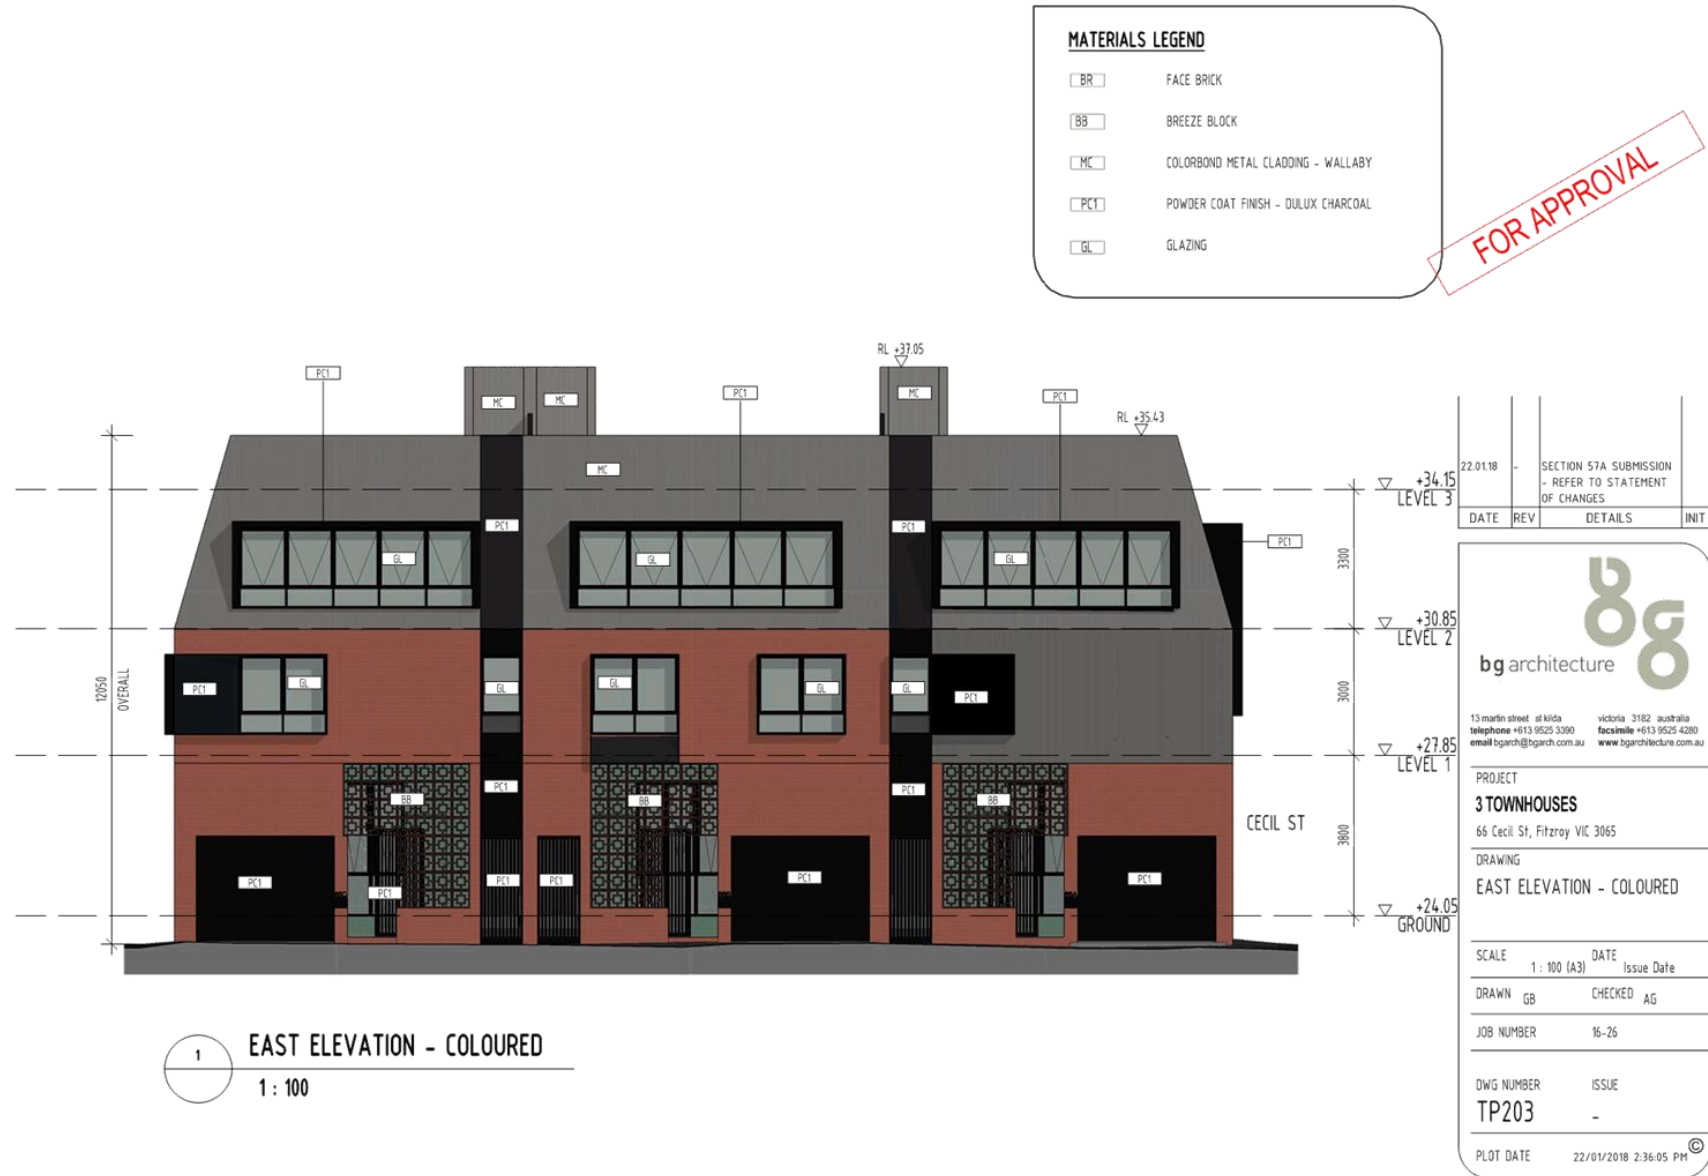 MATERIALS LEGEND
BR FACE BRICK
BB BREEZE BLOCK
MC COLORBOND METAL CLADDING - WALLABY
PC1 POWDER COAT FINISH - DULUX CHARCOAL
GL GLAZING
FOR APPROVAL
RL +37.05
PC1
PC1
PC1
MC
MC
MC
RL +35.43
MC
+34.15
LEVEL 3
PC1
PC1
PC1
GL
GL
GL
3300
+30.85
LEVEL 2
12050
OVERALL
PC1
GL
GL
GL
GL
GL
PC1
3000
+27.85
LEVEL 1
PC1
PC1
BB
BB
BB
CECIL ST
3800
PC1
PC1
PC1
PC1
PC1
PC1
+24.05
GROUND
1
EAST ELEVATION - COLOURED
1 : 100
22.01.18 - SECTION 57A SUBMISSION
- REFER TO STATEMENT
OF CHANGES
DATE REV DETAILS INIT
bg architecture
13 martin street st kilda victoria 3182 australia
telephone +613 9525 3390 facsimile +613 9525 4280
email bgarch@bgarch.com.au www.bgarchitecture.com.au
PROJECT
3 TOWNHOUSES
66 Cecil St, Fitzroy VIC 3065
DRAWING
EAST ELEVATION - COLOURED
SCALE 1 : 100 (A3) DATE Issue Date
DRAWN GB CHECKED AG
JOB NUMBER 16-26
DWG NUMBER ISSUE
TP203 -
PLOT DATE 22/01/2018 2:36:05 PM ©